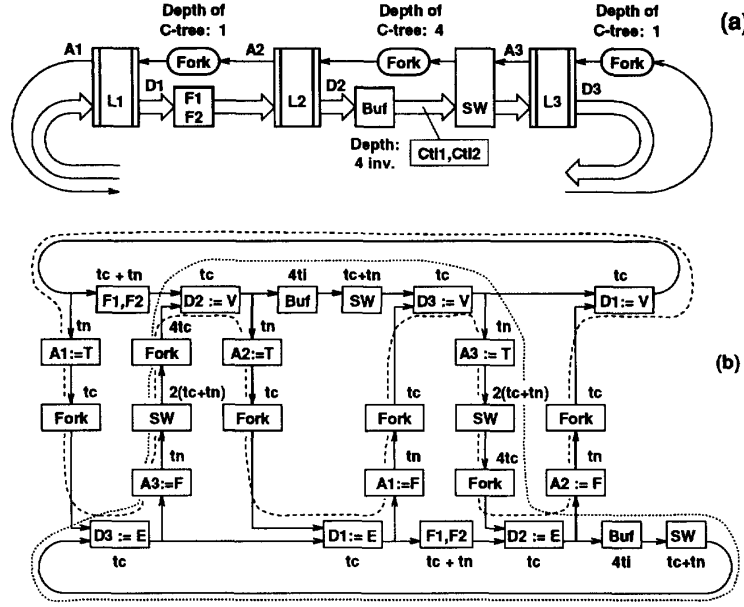 Depth of Depth of Depth of
C-tree: 1 C-tree: 4 C-tree: 1
(a)
A1 Fork A2 Fork A3 Fork
L1 D1 F1 F2 L2 D2 Buf SW L3 D3
Depth:
4 inv.
Ctl1,Ctl2
tc + tn tc 4ti tc+tn tc tc
F1,F2 D2 := V Buf SW D3 := V D1 := V
tn 4tc tn tc tn tc
A1:=T Fork A2:=T A3 := T
(b)
tc 2(tc+tn) tc 2(tc+tn)
Fork SW Fork Fork SW Fork
tn tn 4tc tn
A3:=F A1:=F Fork A2 := F
D3 := E D1:= E F1,F2 D2 := E Buf SW
tc tc tc + tn tc 4ti tc+tn